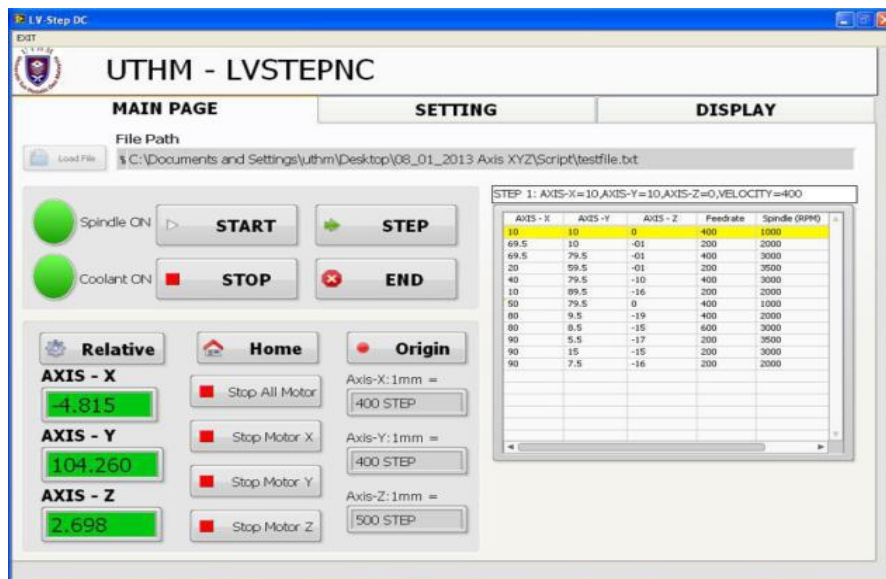 LV-Step DC
EXIT
UTHM
UTHM - LVSTEPNC
MAIN PAGE SETTING DISPLAY
File Path
Load File C:\Documents and Settings\uthm\Desktop\08_01_2013 Axis XYZ\Script\testfile.txt
STEP 1: AXIS-X=10,AXIS-Y=10,AXIS-Z=0,VELOCITY=400
Spindle ON START STEP
Coolant ON STOP END
AXIS - X AXIS -Y AXIS - Z Feedrate Spindle (RPM)
10 10 0 400 1000
69.5 10 -01 200 2000
69.5 79.5 -01 400 3000
20 59.5 -01 200 3500
40 79.5 -10 400 3000
10 89.5 -16 200 2000
50 79.5 0 400 1000
80 9.5 -19 400 2000
80 8.5 -15 600 3000
90 5.5 -17 200 3500
90 15 -15 200 3000
90 7.5 -16 200 2000
Relative Home Origin
AXIS - X
-4.815
Stop All Motor
Axis-X:1mm =
400 STEP
AXIS - Y
104.260
Stop Motor X
Axis-Y:1mm =
400 STEP
Stop Motor Y
AXIS - Z
2.698
Axis-Z:1mm =
500 STEP
Stop Motor Z